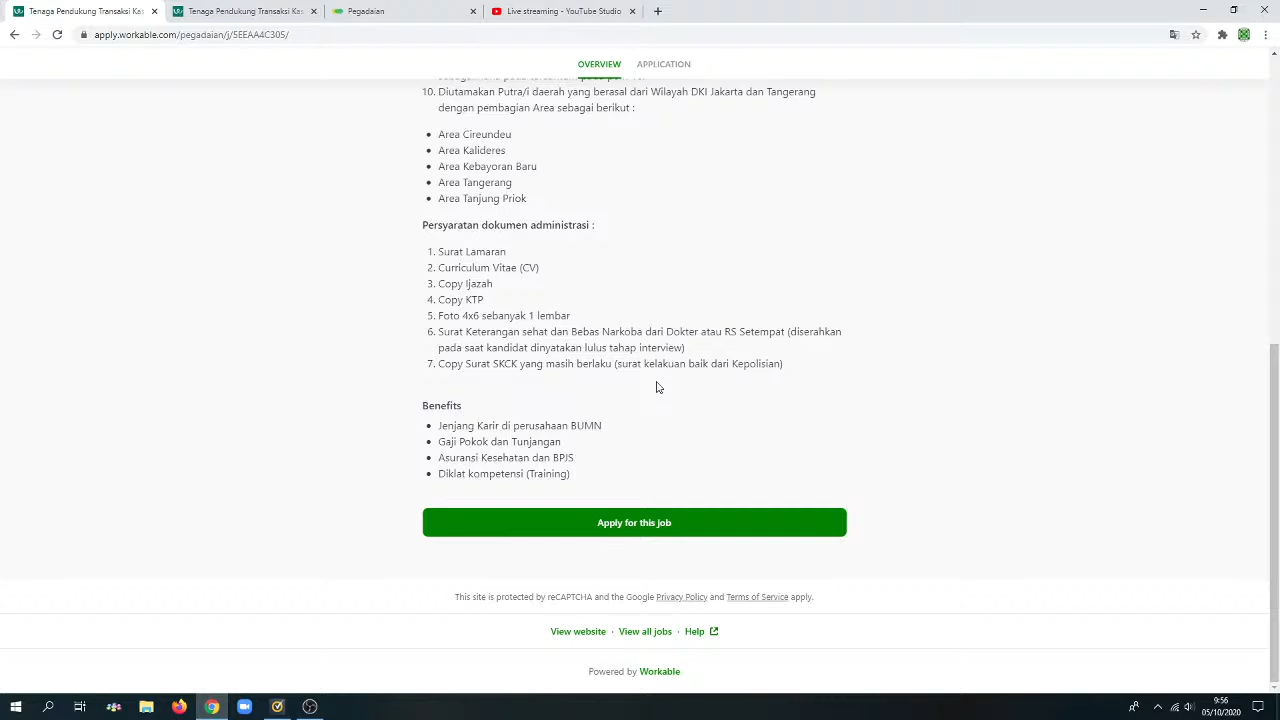 Tenaga Pendukung Transaksi Kas
Tenaga Pendukung Transaksi Kas
Pegadaian
Live streaming - YouTube Studio
apply.workable.com/pegadaian/j/5EEAA4C305/
OVERVIEW
APPLICATION
10. Diutamakan Putra/i daerah yang berasal dari Wilayah DKI Jakarta dan Tangerang
dengan pembagian Area sebagai berikut :
• Area Cireundeu
• Area Kalideres
• Area Kebayoran Baru
• Area Tangerang
• Area Tanjung Priok
Persyaratan dokumen administrasi :
1. Surat Lamaran
2. Curriculum Vitae (CV)
3. Copy Ijazah
4. Copy KTP
5. Foto 4x6 sebanyak 1 lembar
6. Surat Keterangan sehat dan Bebas Narkoba dari Dokter atau RS Setempat (diserahkan
pada saat kandidat dinyatakan lulus tahap interview)
7. Copy Surat SKCK yang masih berlaku (surat kelakuan baik dari Kepolisian)
Benefits
• Jenjang Karir di perusahaan BUMN
• Gaji Pokok dan Tunjangan
• Asuransi Kesehatan dan BPJS
• Diklat kompetensi (Training)
Apply for this job
This site is protected by reCAPTCHA and the Google Privacy Policy and Terms of Service apply.
View website · View all jobs · Help
Powered by Workable
9:56
05/10/2020